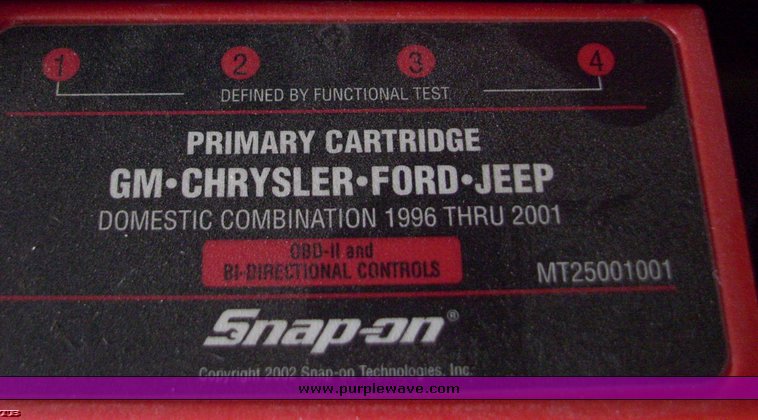 1 2 3 4
DEFINED BY FUNCTIONAL TEST
PRIMARY CARTRIDGE
GM•CHRYSLER•FORD•JEEP
DOMESTIC COMBINATION 1996 THRU 2001
OBD-II and
BI-DIRECTIONAL CONTROLS
MT25001001
Snap-on®
Copyright 2002 Snap-on Technologies, Inc.
www.purplewave.com
TB